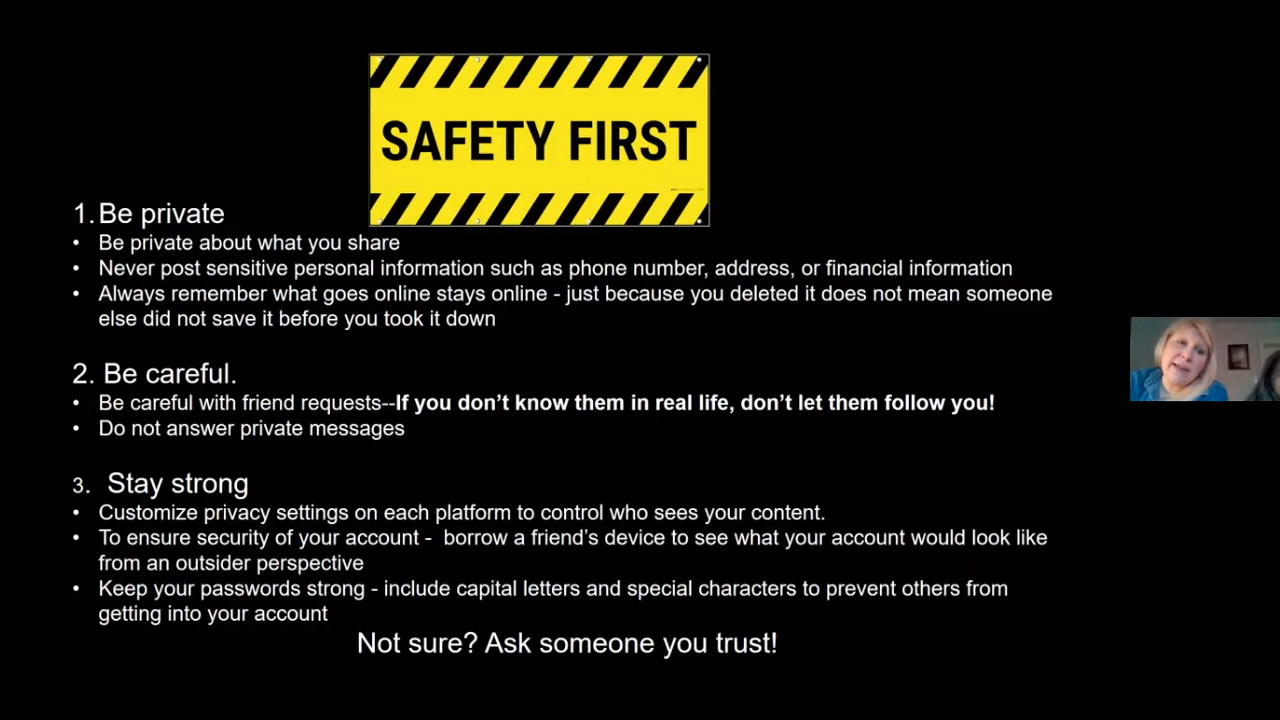 SAFETY FIRST
1. Be private
• Be private about what you share
• Never post sensitive personal information such as phone number, address, or financial information
• Always remember what goes online stays online - just because you deleted it does not mean someone
else did not save it before you took it down
2. Be careful.
• Be careful with friend requests--If you don’t know them in real life, don’t let them follow you!
• Do not answer private messages
3. Stay strong
• Customize privacy settings on each platform to control who sees your content.
• To ensure security of your account - borrow a friend’s device to see what your account would look like
from an outsider perspective
• Keep your passwords strong - include capital letters and special characters to prevent others from
getting into your account
Not sure? Ask someone you trust!